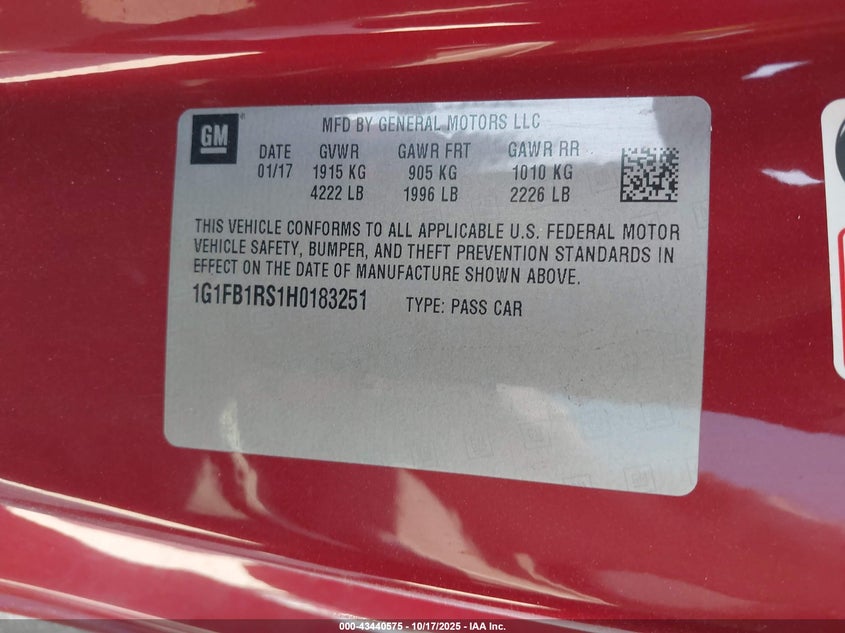 GM
MFD BY GENERAL MOTORS LLC
DATE GVWR GAWR FRT GAWR RR
01/17 1915 KG 905 KG 1010 KG
4222 LB 1996 LB 2226 LB
THIS VEHICLE CONFORMS TO ALL APPLICABLE U.S. FEDERAL MOTOR
VEHICLE SAFETY, BUMPER, AND THEFT PREVENTION STANDARDS IN
EFFECT ON THE DATE OF MANUFACTURE SHOWN ABOVE.
1G1FB1RS1H0183251 TYPE: PASS CAR
000-43440575 - 10/17/2025 - IAA Inc.